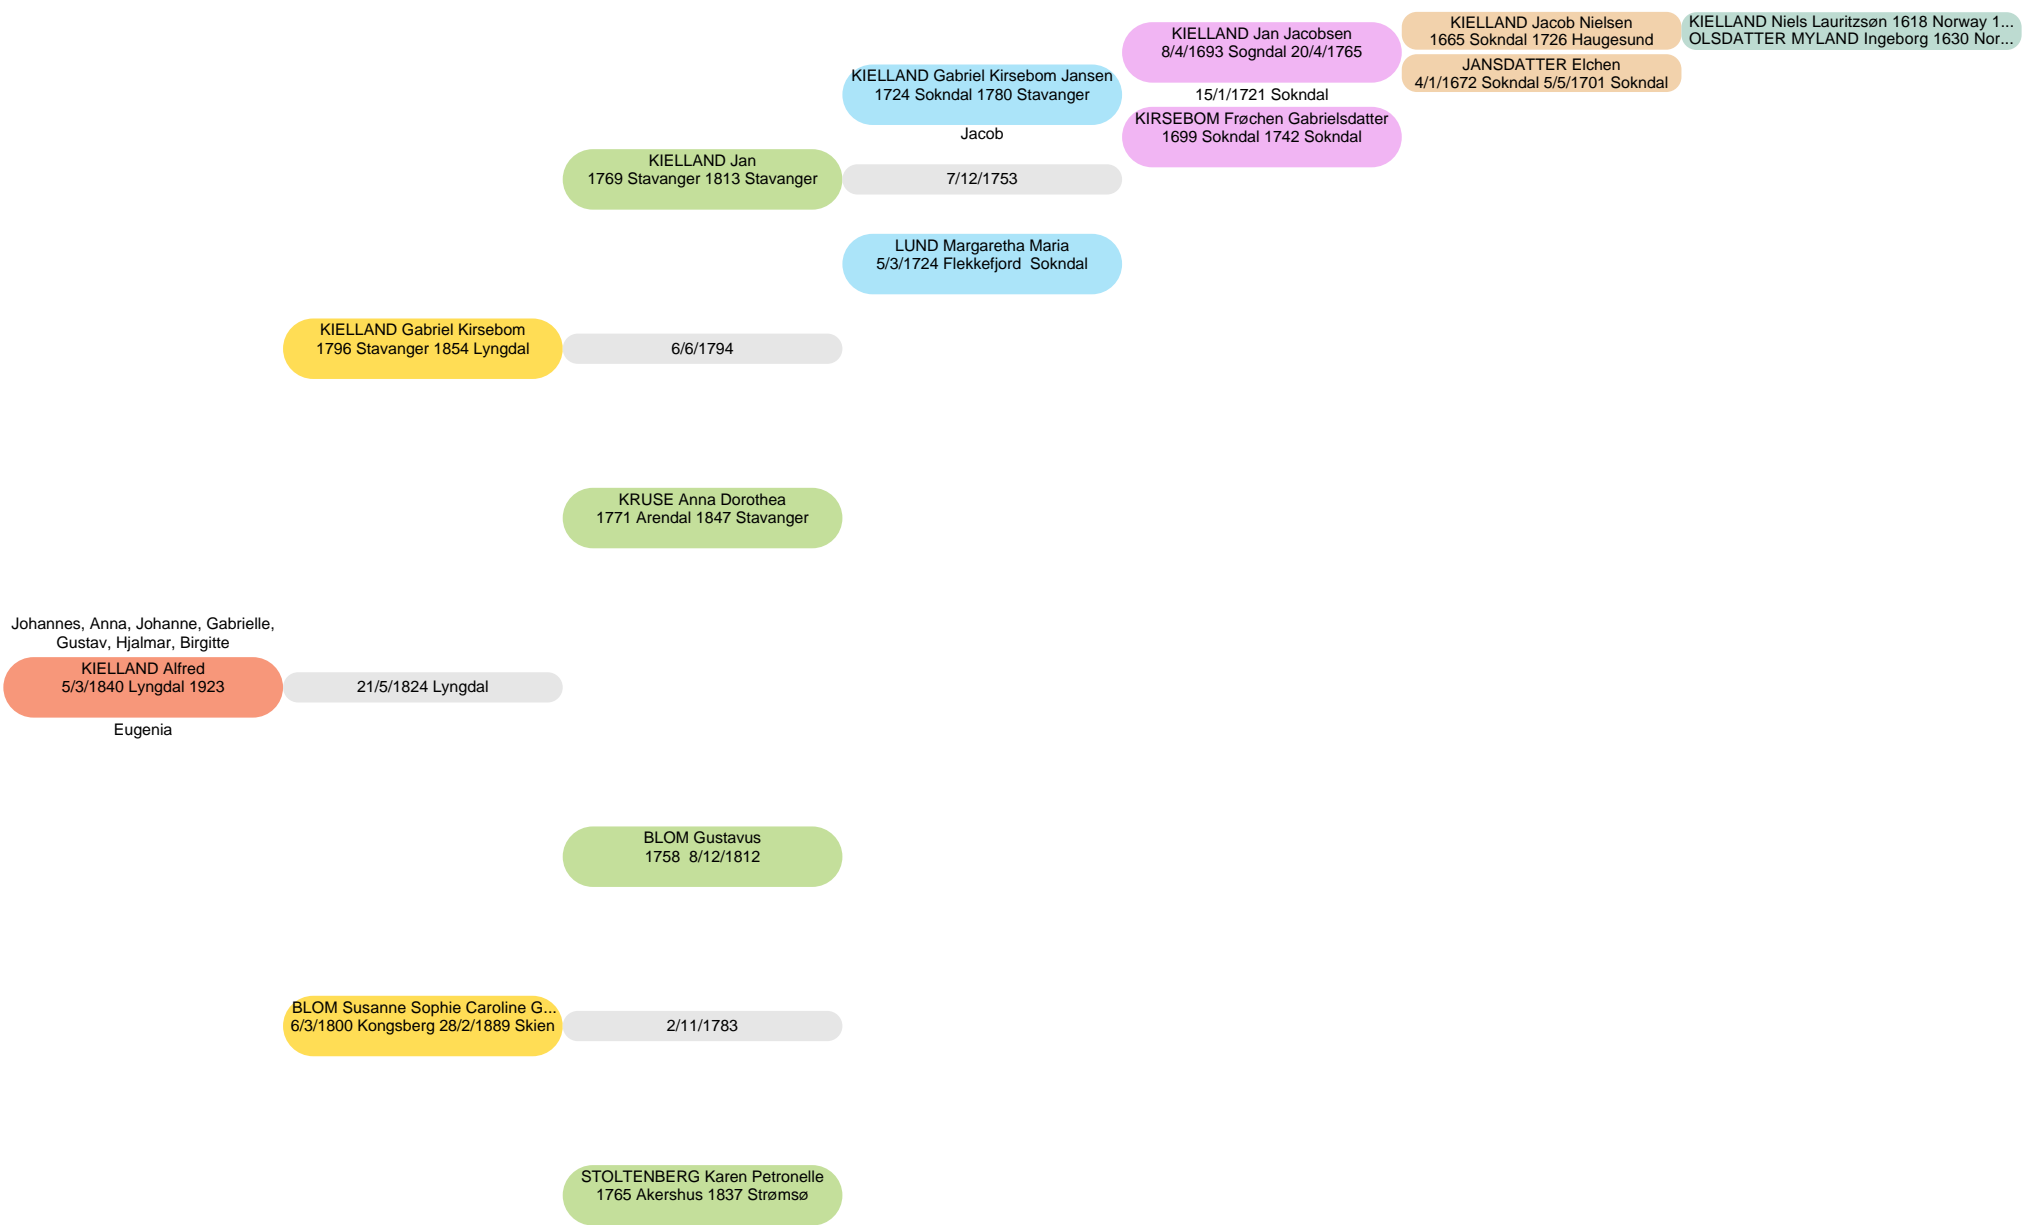 KIELLAND Niels Lauritzsøn 1618 Norway 1...
OLSDATTER MYLAND Ingeborg 1630 Nor...
KIELLAND Jacob Nielsen
1665 Sokndal 1726 Haugesund
JANSDATTER Elchen
4/1/1672 Sokndal 5/5/1701 Sokndal
KIELLAND Jan Jacobsen
8/4/1693 Sogndal 20/4/1765
15/1/1721 Sokndal
KIRSEBOM Frøchen Gabrielsdatter
1699 Sokndal 1742 Sokndal
KIELLAND Gabriel Kirsebom Jansen
1724 Sokndal 1780 Stavanger
Jacob
7/12/1753
LUND Margaretha Maria
5/3/1724 Flekkefjord  Sokndal
KIELLAND Jan
1769 Stavanger 1813 Stavanger
6/6/1794
KRUSE Anna Dorothea
1771 Arendal 1847 Stavanger
KIELLAND Gabriel Kirsebom
1796 Stavanger 1854 Lyngdal
Johannes, Anna, Johanne, Gabrielle,
Gustav, Hjalmar, Birgitte
KIELLAND Alfred
5/3/1840 Lyngdal 1923
Eugenia
21/5/1824 Lyngdal
BLOM Gustavus
1758  8/12/1812
BLOM Susanne Sophie Caroline G...
6/3/1800 Kongsberg 28/2/1889 Skien
2/11/1783
STOLTENBERG Karen Petronelle
1765 Akershus 1837 Strømsø